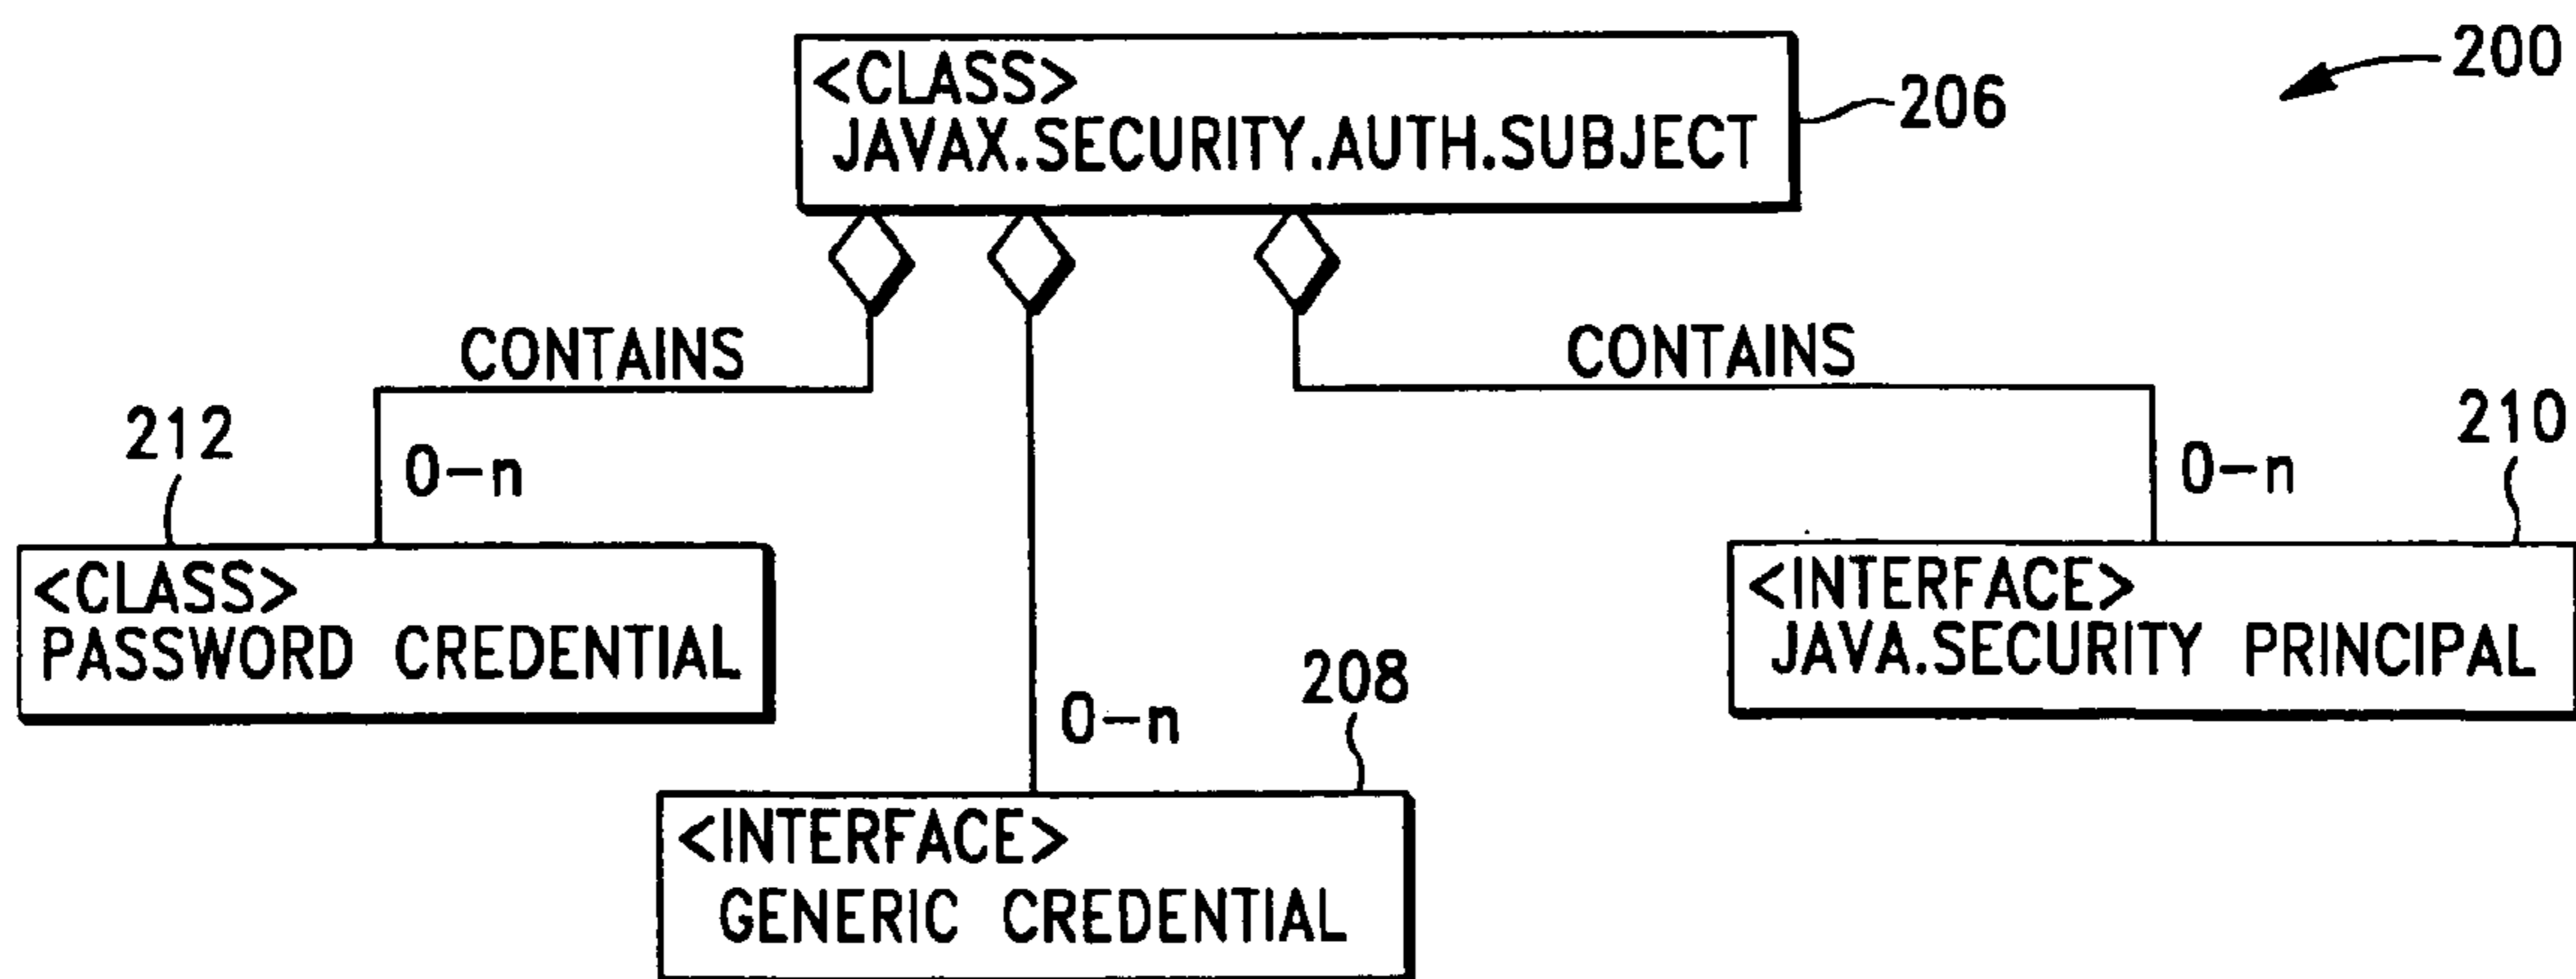 200
<CLASS>
JAVAX.SECURITY.AUTH.SUBJECT
206
CONTAINS
CONTAINS
212
0-n
0-n
210
<CLASS>
PASSWORD CREDENTIAL
<INTERFACE>
JAVA.SECURITY PRINCIPAL
0-n
208
<INTERFACE>
GENERIC CREDENTIAL